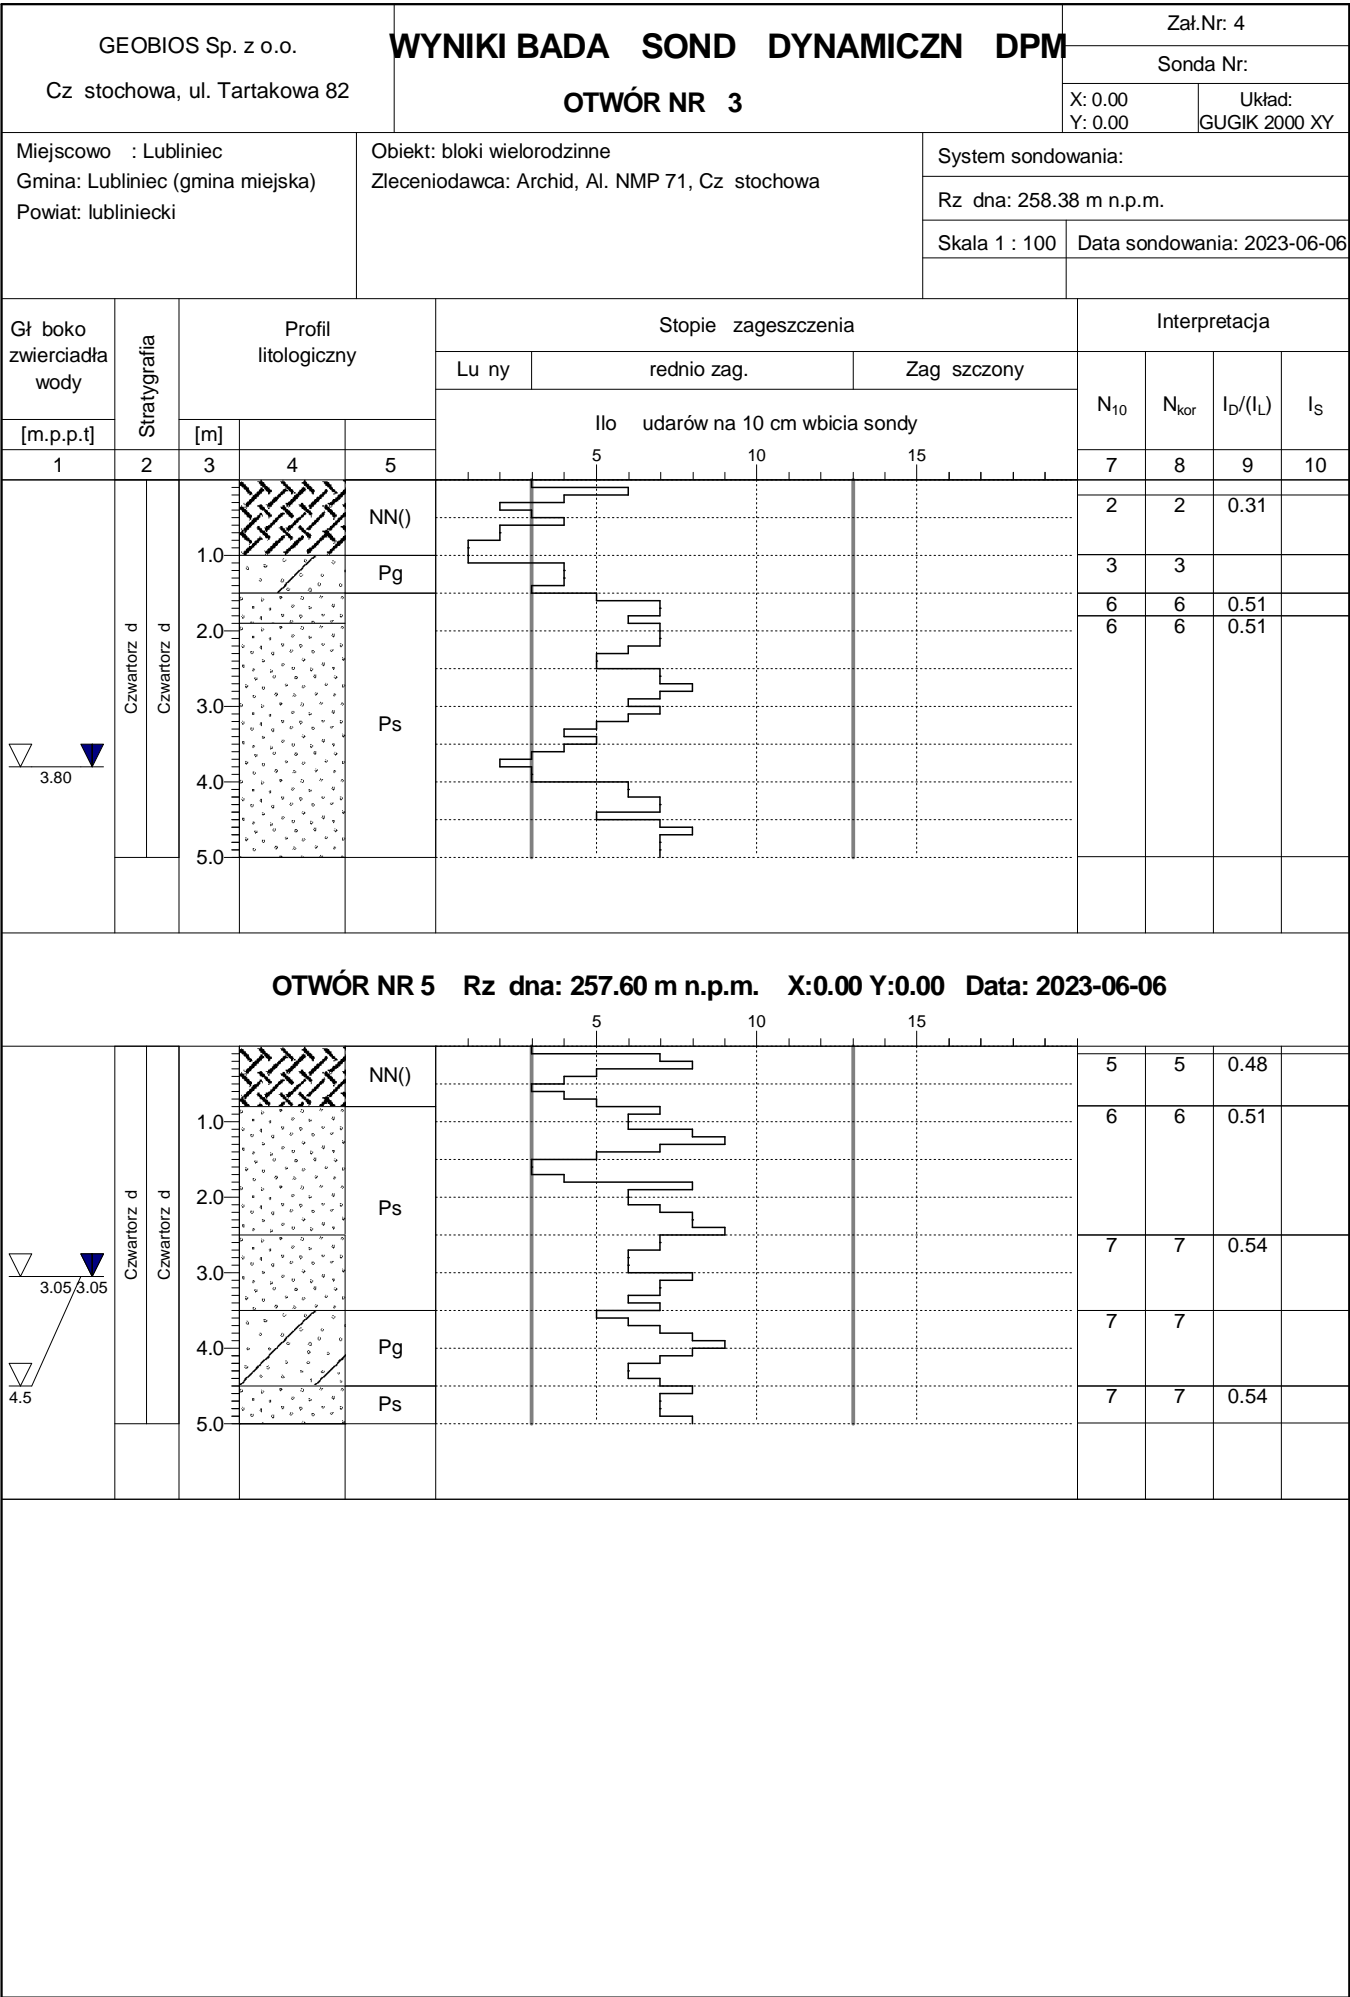 GEOBIOS Sp. z o.o.
Cz stochowa, ul. Tartakowa 82
WYNIKI BADA SOND DYNAMICZN DPM
OTWÓR NR 3
Zał.Nr: 4
Sonda Nr:
X: 0.00
Y: 0.00
Układ:
GUGIK 2000 XY
Miejscowo : Lubliniec
Gmina: Lubliniec (gmina miejska)
Powiat: lubliniecki
Obiekt: bloki wielorodzinne
Zleceniodawca: Archid, Al. NMP 71, Cz stochowa
System sondowania:
Rz dna: 258.38 m n.p.m.
Skala 1 : 100 Data sondowania: 2023-06-06
Gł boko
zwierciadła
wody
[m.p.p.t]
Stratygrafia
Profil
litologiczny
[m]
Stopie zageszczenia
Lu ny rednio zag. Zag szczony
Ilo udarów na 10 cm wbicia sondy
5 10 15
Interpretacja
N10 Nkor ID/(IL) IS
1 2 3 4 5 7 8 9 10
Czwartorz d
Czwartorz d
NN()
2 2 0.31
1.0
Pg
3 3
6 6 0.51
2.0
6 6 0.51
3.0
Ps
3.80
4.0
5.0
OTWÓR NR 5 Rz dna: 257.60 m n.p.m. X:0.00 Y:0.00 Data: 2023-06-06
5 10 15
Czwartorz d
Czwartorz d
NN()
5 5 0.48
1.0
6 6 0.51
2.0
Ps
7 7 0.54
3.0
3.05 3.05
7 7
4.0
Pg
4.5
Ps
7 7 0.54
5.0